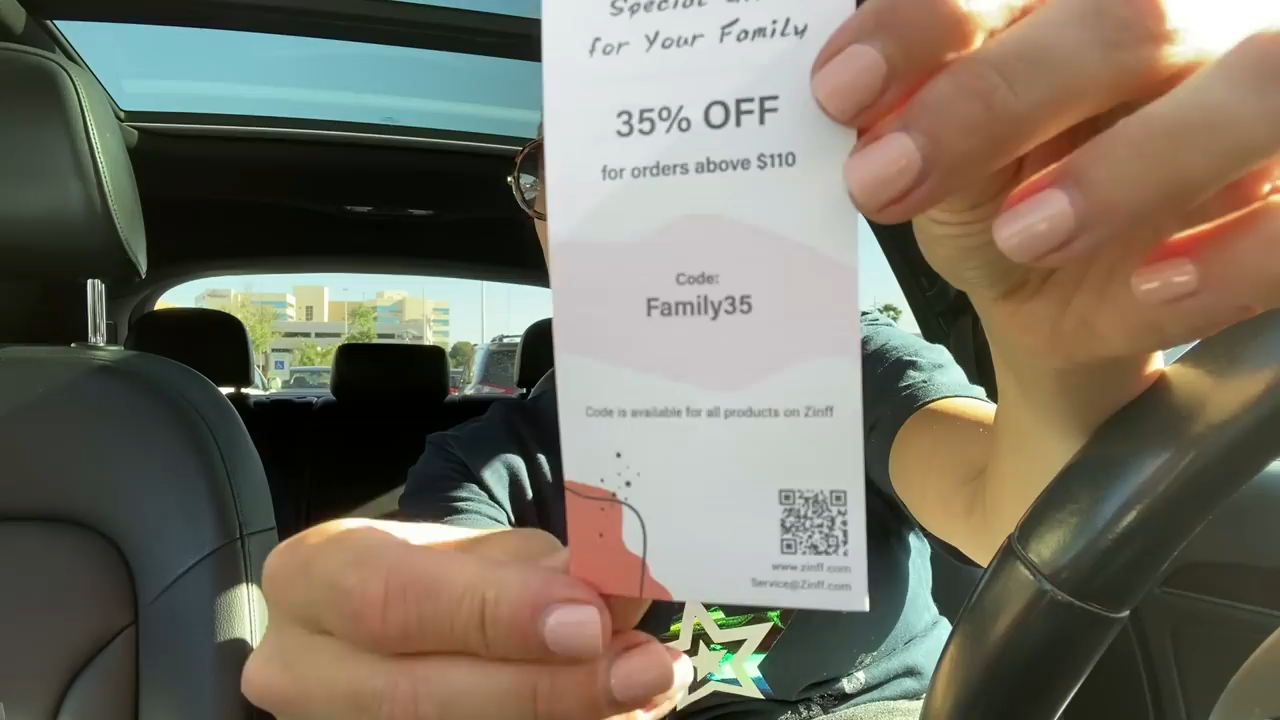 Special
for Your Family
35% OFF
for orders above $110
Code:
Family35
Code is available for all products on Zinff
www.zinff.com
Service@Zinff.com